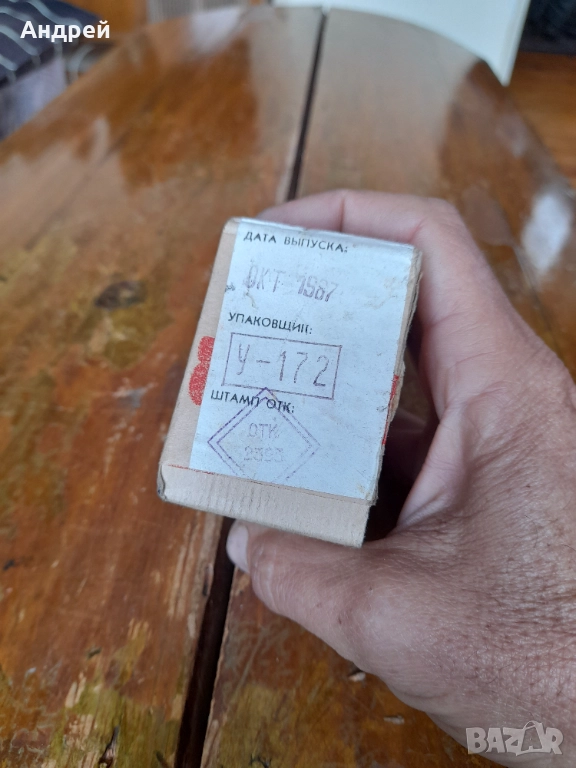 Андрей
ДАТА ВЫПУСКА:
ОКТ 1987
УПАКОВЩИК:
У-172
ШТАМП ОТК:
ОТК
BAZAR